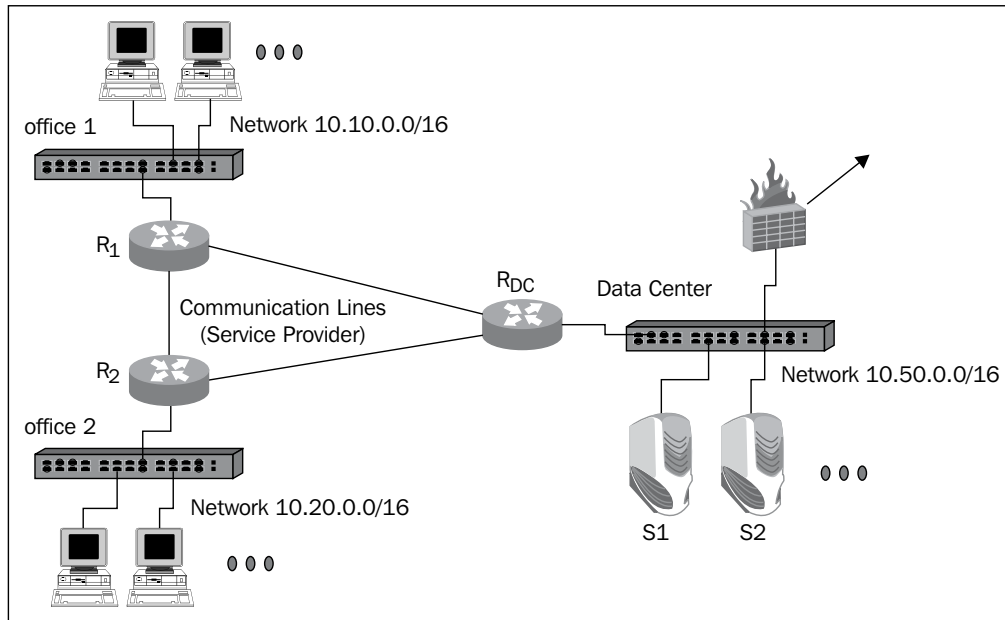 Network 10.10.0.0/16
office 1
R1
RDC
Data Center
Communication Lines
(Service Provider)
R2
Network 10.50.0.0/16
office 2
Network 10.20.0.0/16
S1
S2